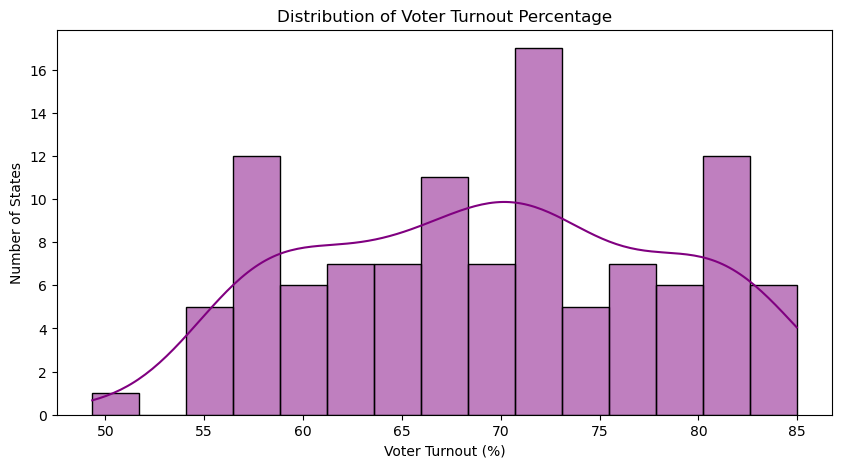 Distribution of Voter Turnout Percentage
Number of States
16
14
12
10
8
6
4
2
0
50 55 60 65 70 75 80 85
Voter Turnout (%)